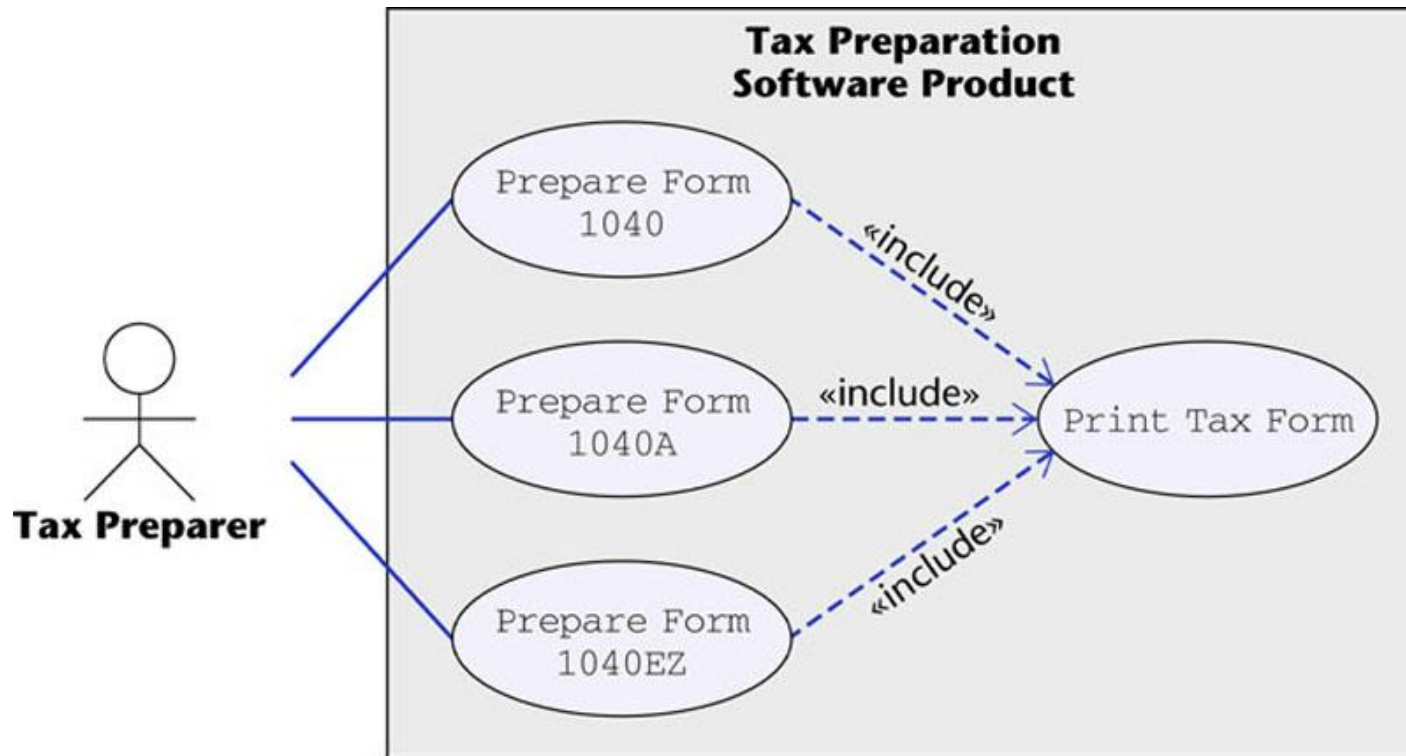 Tax Preparation
Software Product
Prepare Form
1040
«include»
Prepare Form
1040A
«include»
Print Tax Form
Tax Preparer
Prepare Form
1040EZ
«include»